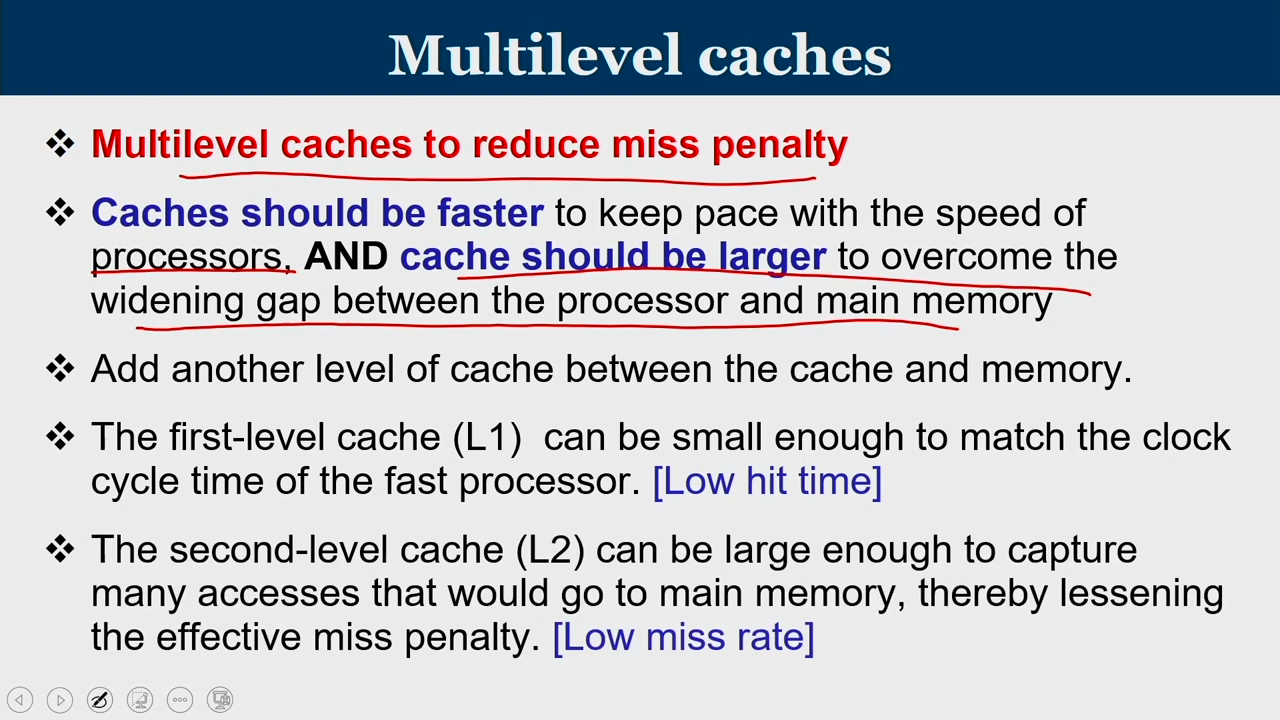 Multilevel caches
❖ Multilevel caches to reduce miss penalty
❖ Caches should be faster to keep pace with the speed of
processors, AND cache should be larger to overcome the
widening gap between the processor and main memory
❖ Add another level of cache between the cache and memory.
❖ The first-level cache (L1) can be small enough to match the clock
cycle time of the fast processor. [Low hit time]
❖ The second-level cache (L2) can be large enough to capture
many accesses that would go to main memory, thereby lessening
the effective miss penalty. [Low miss rate]